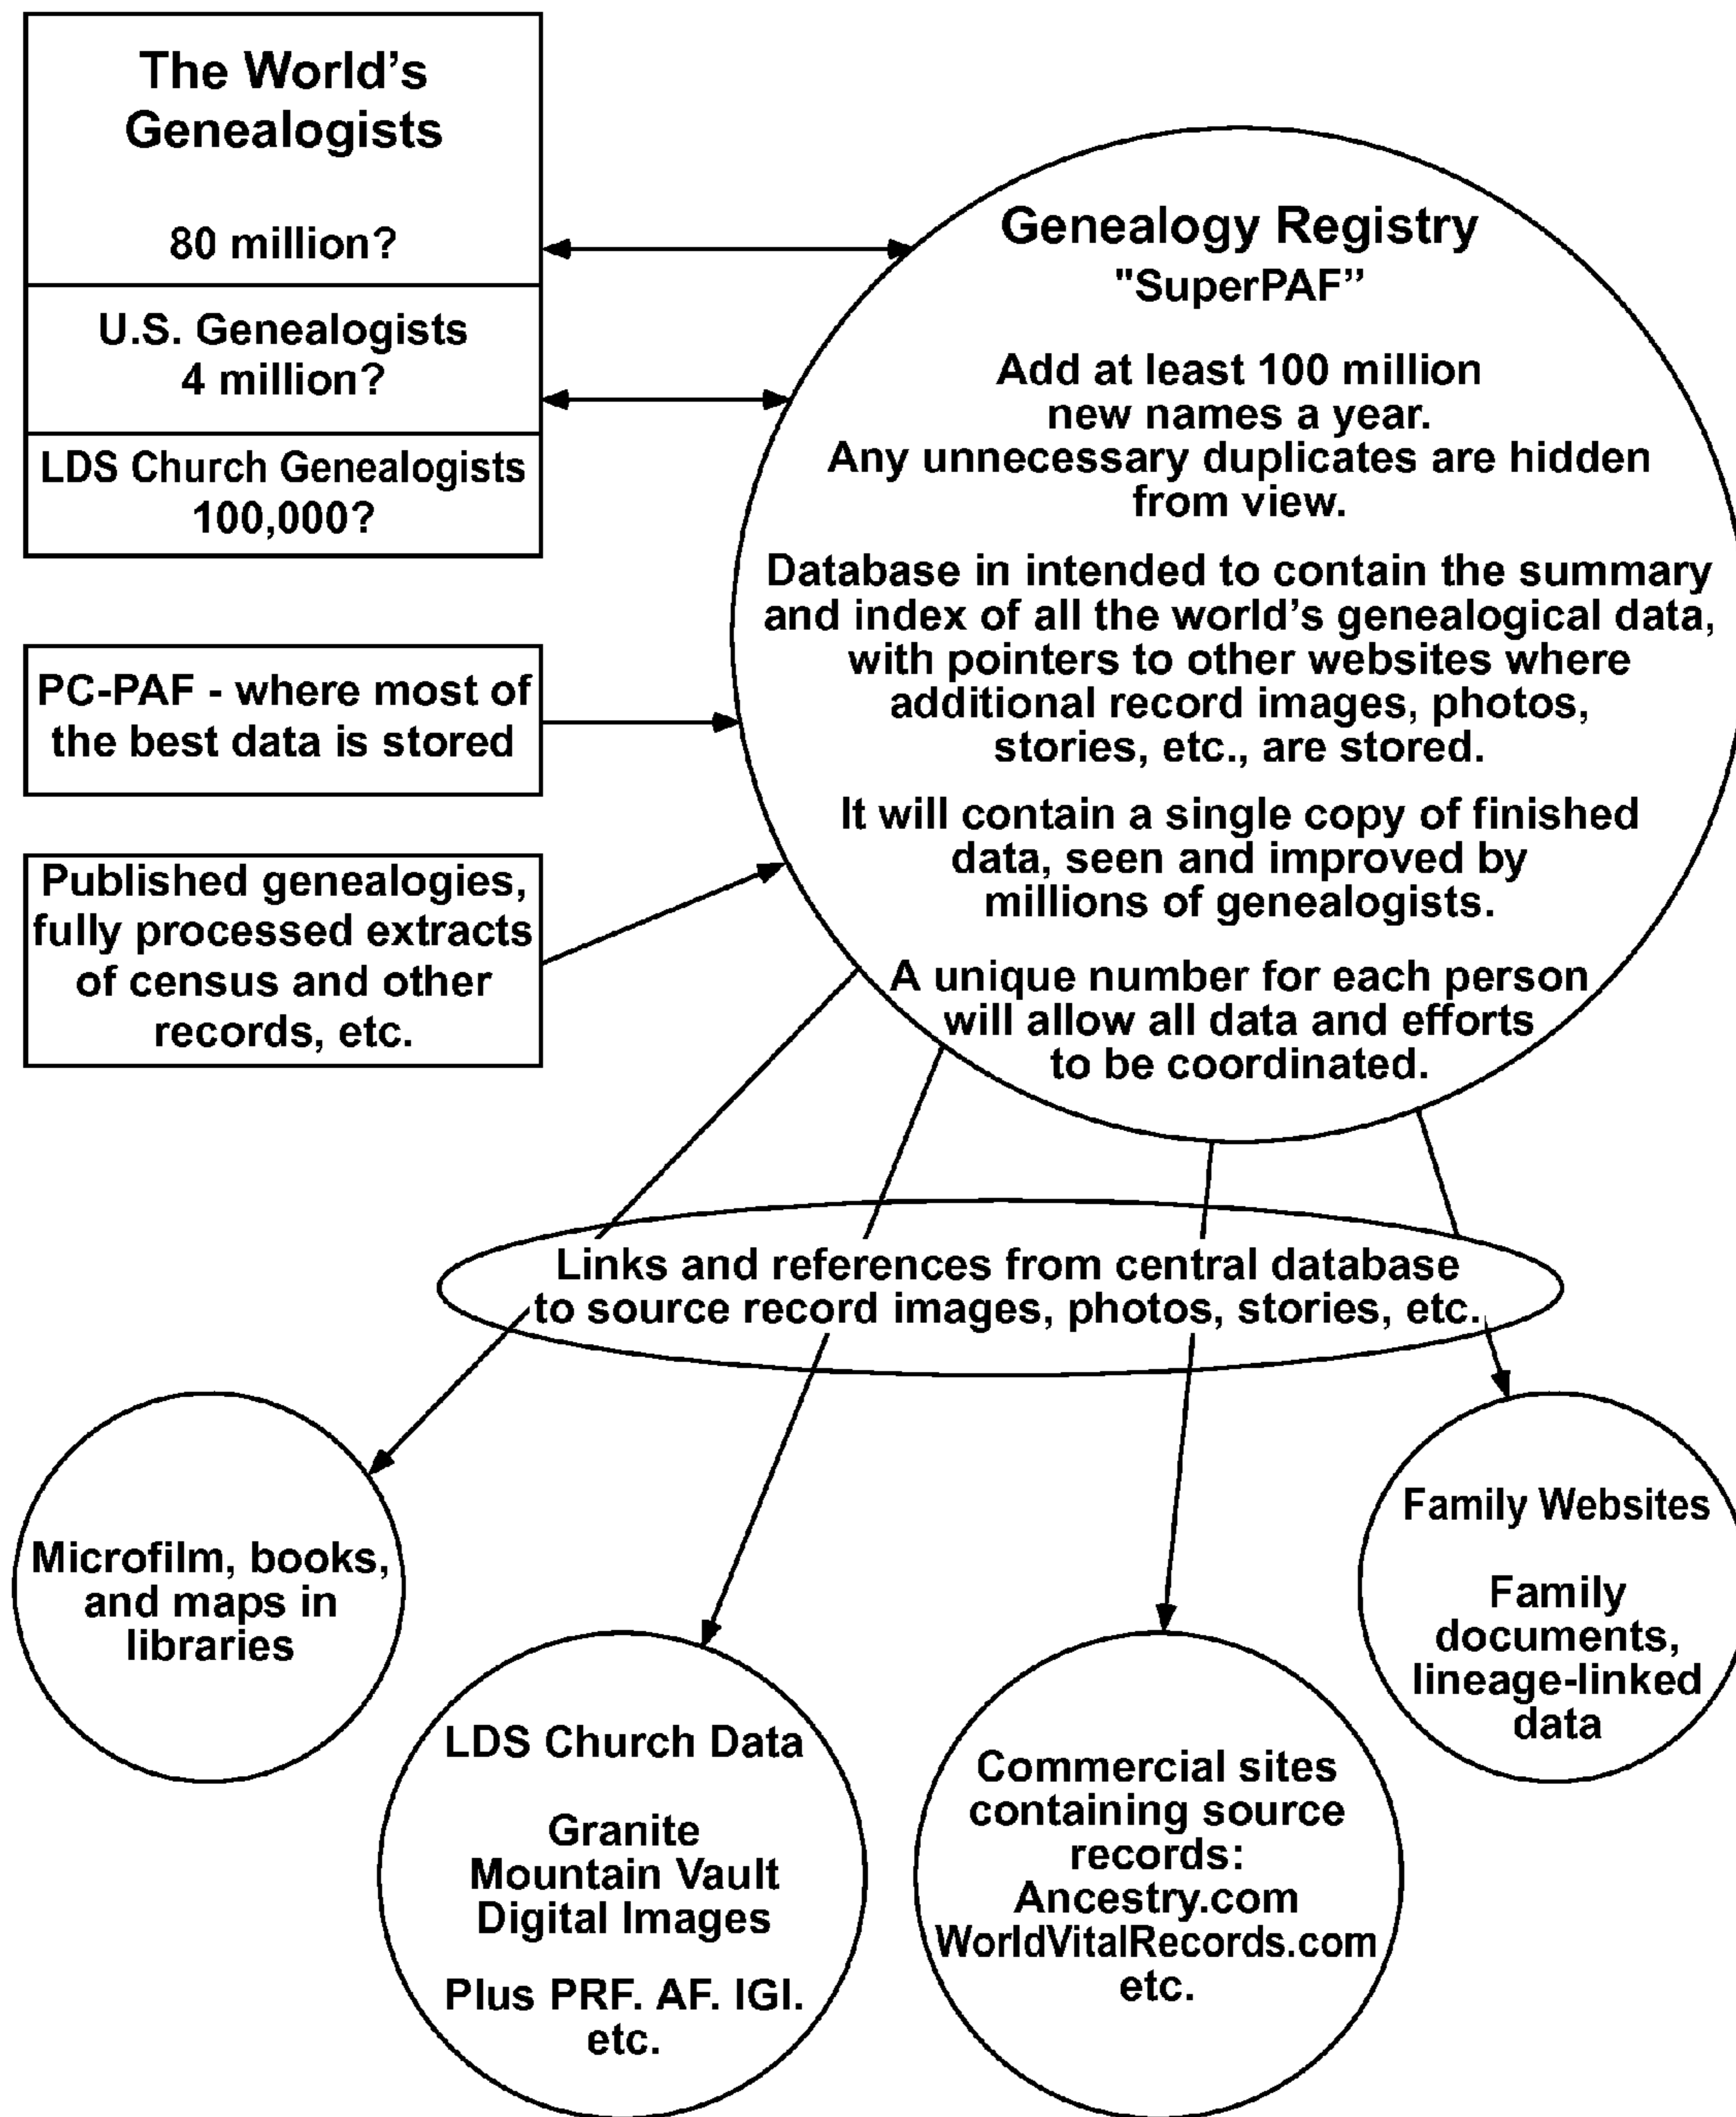 The World’s
Genealogists
80 million?
U.S. Genealogists
4 million?
LDS Church Genealogists
100,000?
PC-PAF - where most of
the best data is stored
Published genealogies,
fully processed extracts
of census and other
records, etc.
Genealogy Registry
"SuperPAF”
Add at least 100 million
new names a year.
Any unnecessary duplicates are hidden
from view.
Database in intended to contain the summary
and index of all the world’s genealogical data,
with pointers to other websites where
additional record images, photos,
stories, etc., are stored.
It will contain a single copy of finished
data, seen and improved by
millions of genealogists.
A unique number for each person
will allow all data and efforts
to be coordinated.
Links and references from central database
to source record images, photos, stories, etc.
Microfilm, books,
and maps in
libraries
LDS Church Data
Granite
Mountain Vault
Digital Images
Plus PRF. AF. IGI.
etc.
Commercial sites
containing source
records:
Ancestry.com
WorldVitalRecords.com
etc.
Family Websites
Family
documents,
lineage-linked
data